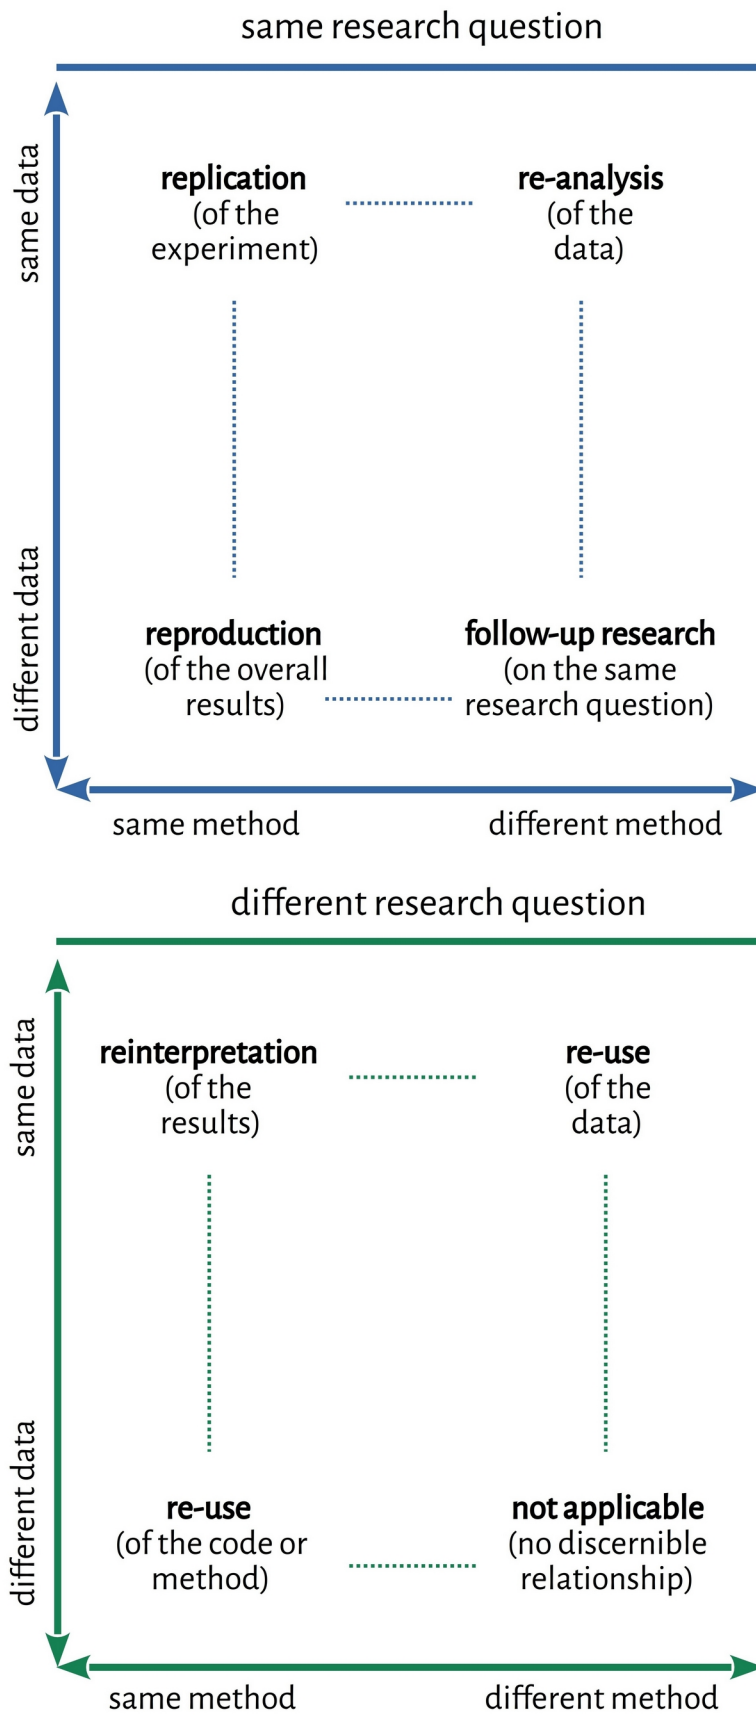 same research question
same data
replication
(of the
experiment)
re-analysis
(of the
data)
different data
reproduction
(of the overall
results)
follow-up research
(on the same
research question)
same method
different method
different research question
same data
reinterpretation
(of the
results)
re-use
(of the
data)
different data
re-use
(of the code or
method)
not applicable
(no discernible
relationship)
same method
different method